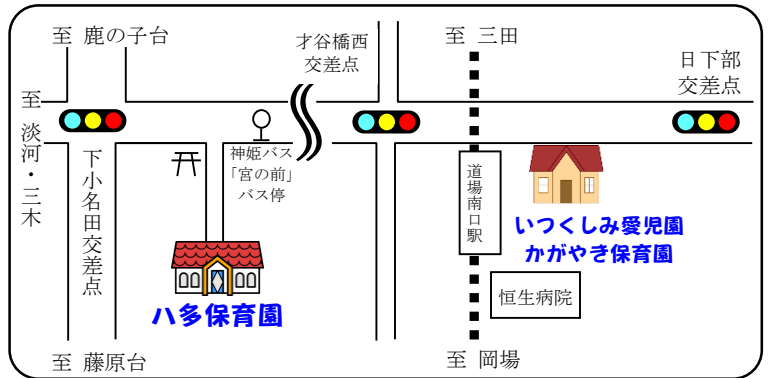 至 鹿の子台
才谷橋西
交差点
至 三田
日下部
交差点
至 淡河・三木
下小名田交差点
神姫バス
「宮の前」
バス停
道場南口駅
いつくしみ愛児園
かがやき保育園
恒生病院
八多保育園
至 藤原台
至 岡場